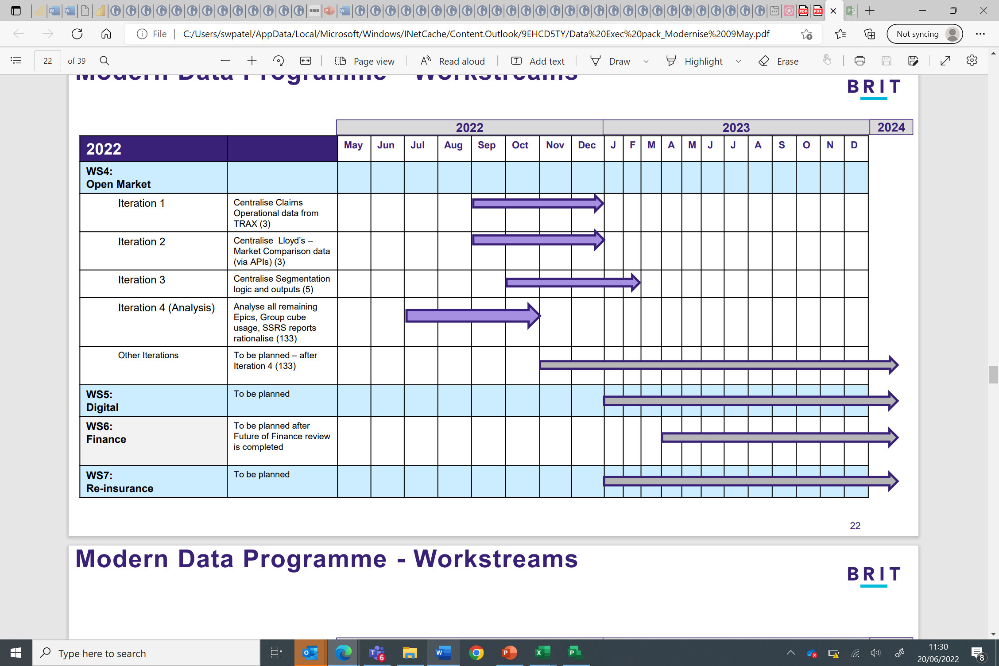 File
C:/Users/swpatel/AppData/Local/Microsoft/Windows/INetCache/Content.Outlook/9EHCD5TY/Data%20Exec%20pack_Modernise%2009May.pdf
Not syncing
22
of 39
Page view
Read aloud
Add text
Draw
Highlight
Erase
Modern Data Programme - Workstreams
BRIT
2022
2023
2024
2022
May
Jun
Jul
Aug
Sep
Oct
Nov
Dec
J
F
M
A
M
J
J
A
S
O
N
D
WS4:
Open Market
Iteration 1
Centralise Claims
Operational data from
TRAX (3)
Iteration 2
Centralise Lloyd’s –
Market Comparison data
(via APIs) (3)
Iteration 3
Centralise Segmentation
logic and outputs (5)
Iteration 4 (Analysis)
Analyse all remaining
Epics, Group cube
usage, SSRS reports
rationalise (133)
Other Iterations
To be planned – after
Iteration 4 (133)
WS5:
Digital
To be planned
WS6:
Finance
To be planned after
Future of Finance review
is completed
WS7:
Re-insurance
To be planned
22
Modern Data Programme - Workstreams
BRIT
Type here to search
6
11:30
20/06/2022
8